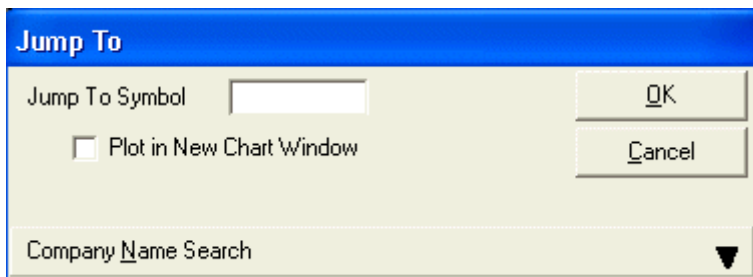 Jump To
Jump To Symbol
OK
Plot in New Chart Window
Cancel
Company Name Search